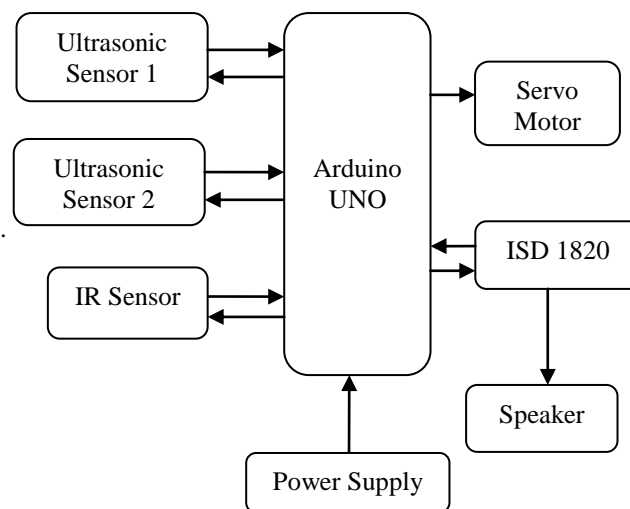 Ultrasonic
Sensor 1
Ultrasonic
Sensor 2
.
IR Sensor
Arduino
UNO
Servo
Motor
ISD 1820
Speaker
Power Supply